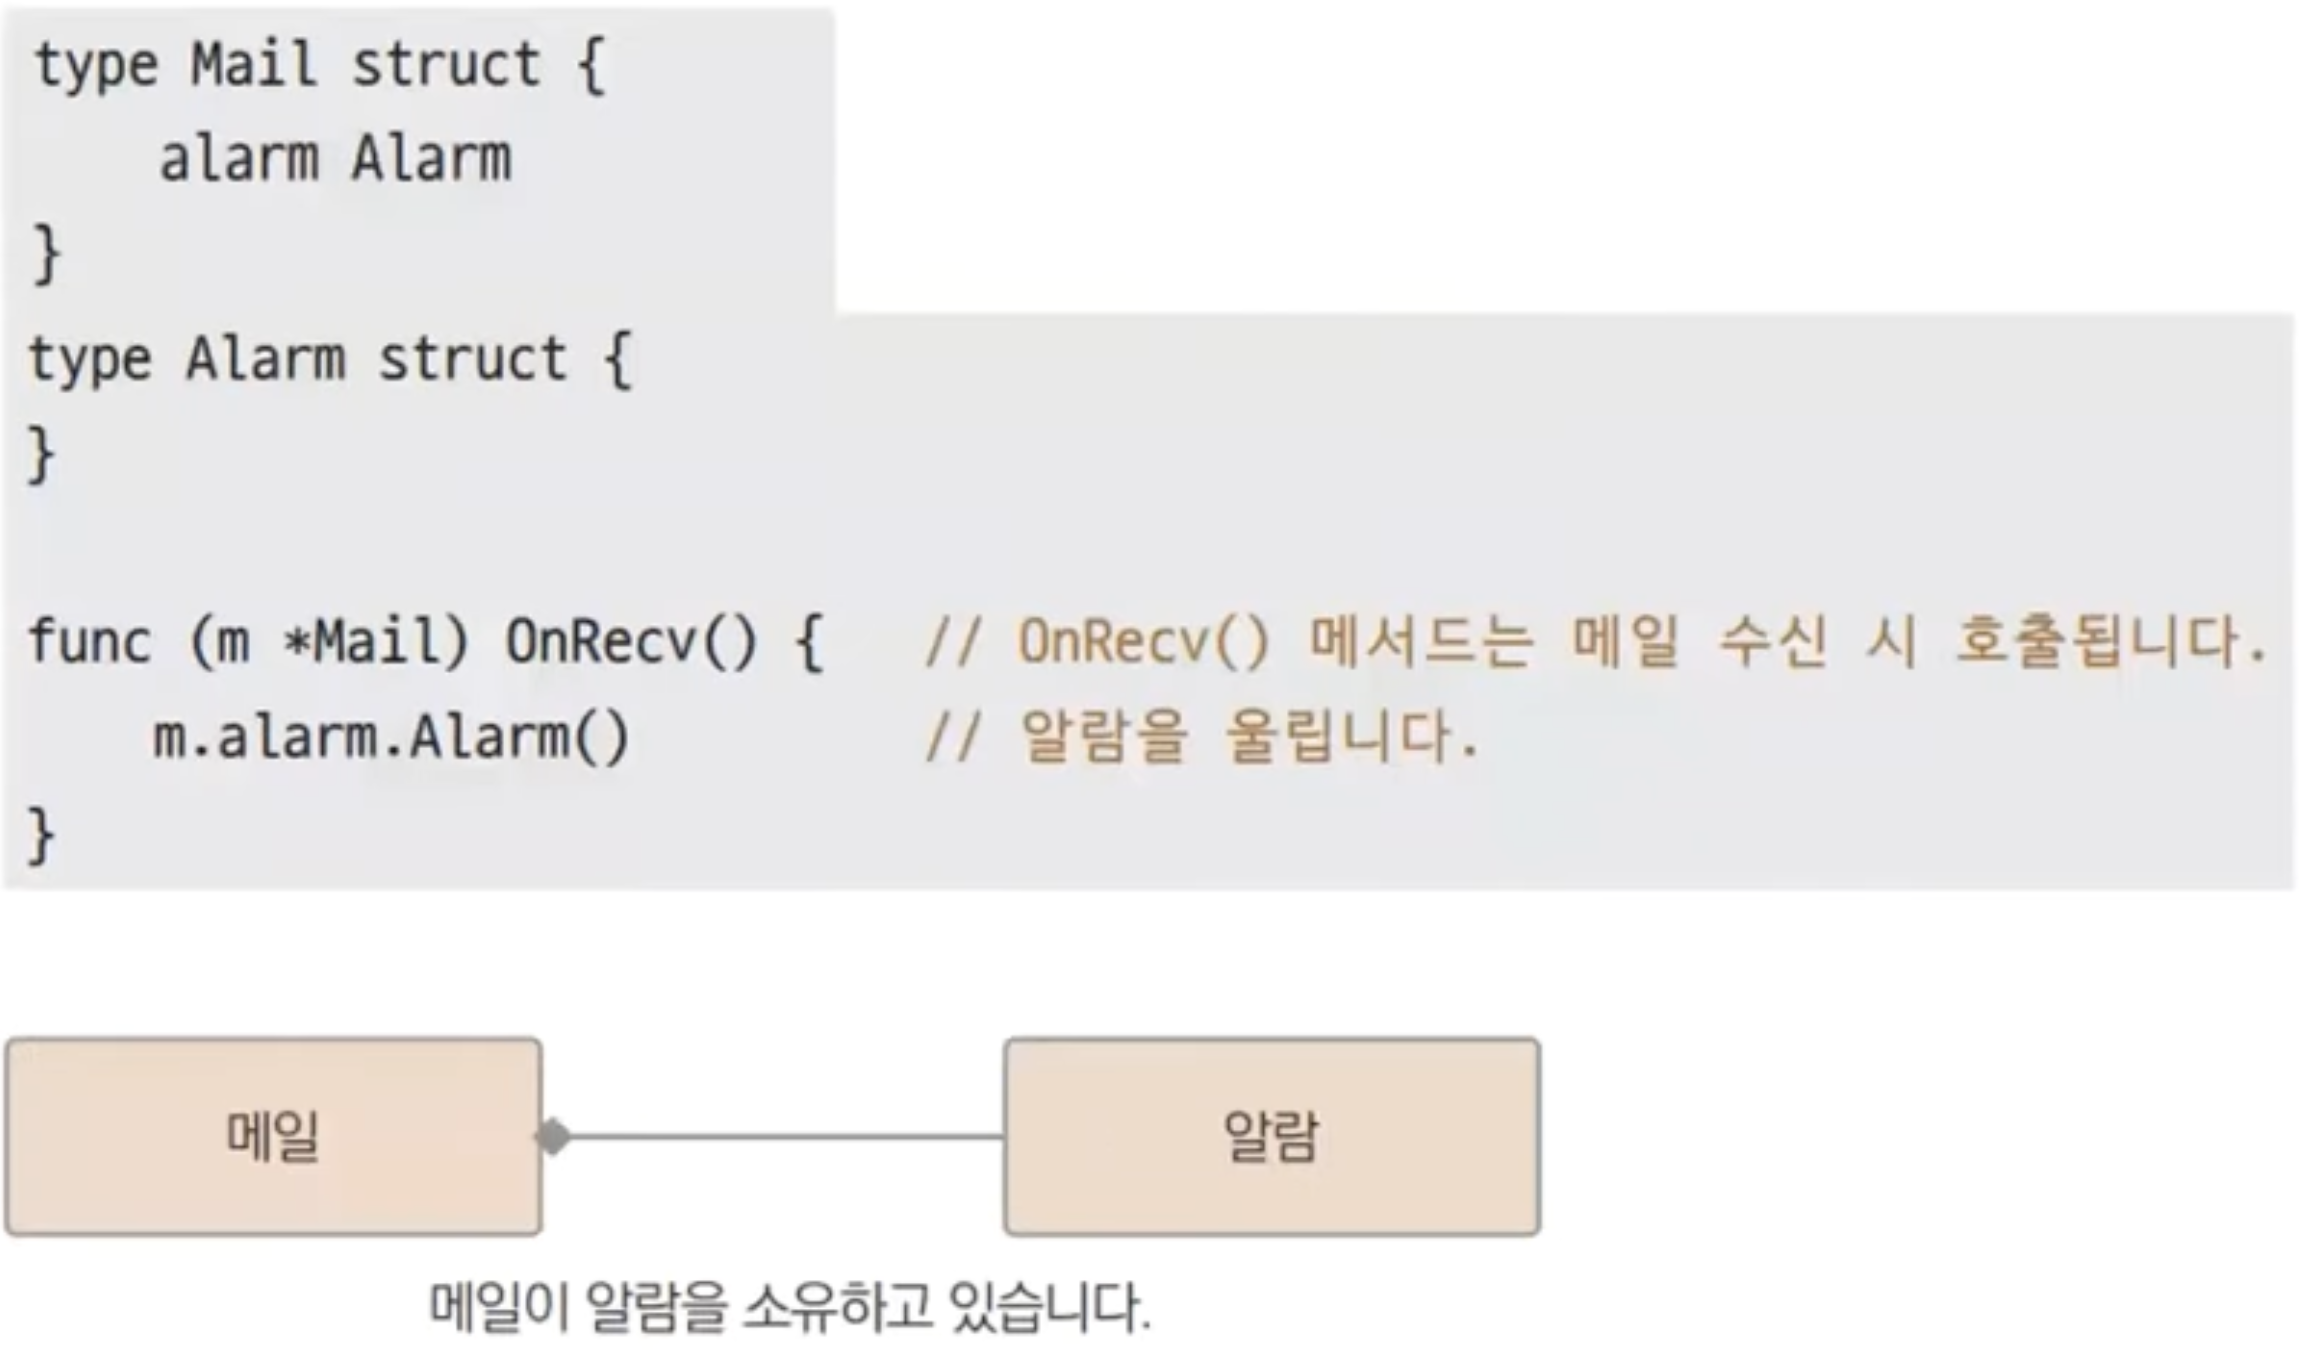 type Mail struct {
    alarm Alarm
}
type Alarm struct {
}
func (m *Mail) OnRecv() {   // OnRecv() 메서드는 메일 수신 시 호출됩니다.
    m.alarm.Alarm()         // 알람을 울립니다.
}
메일 알람
메일이 알람을 소유하고 있습니다.